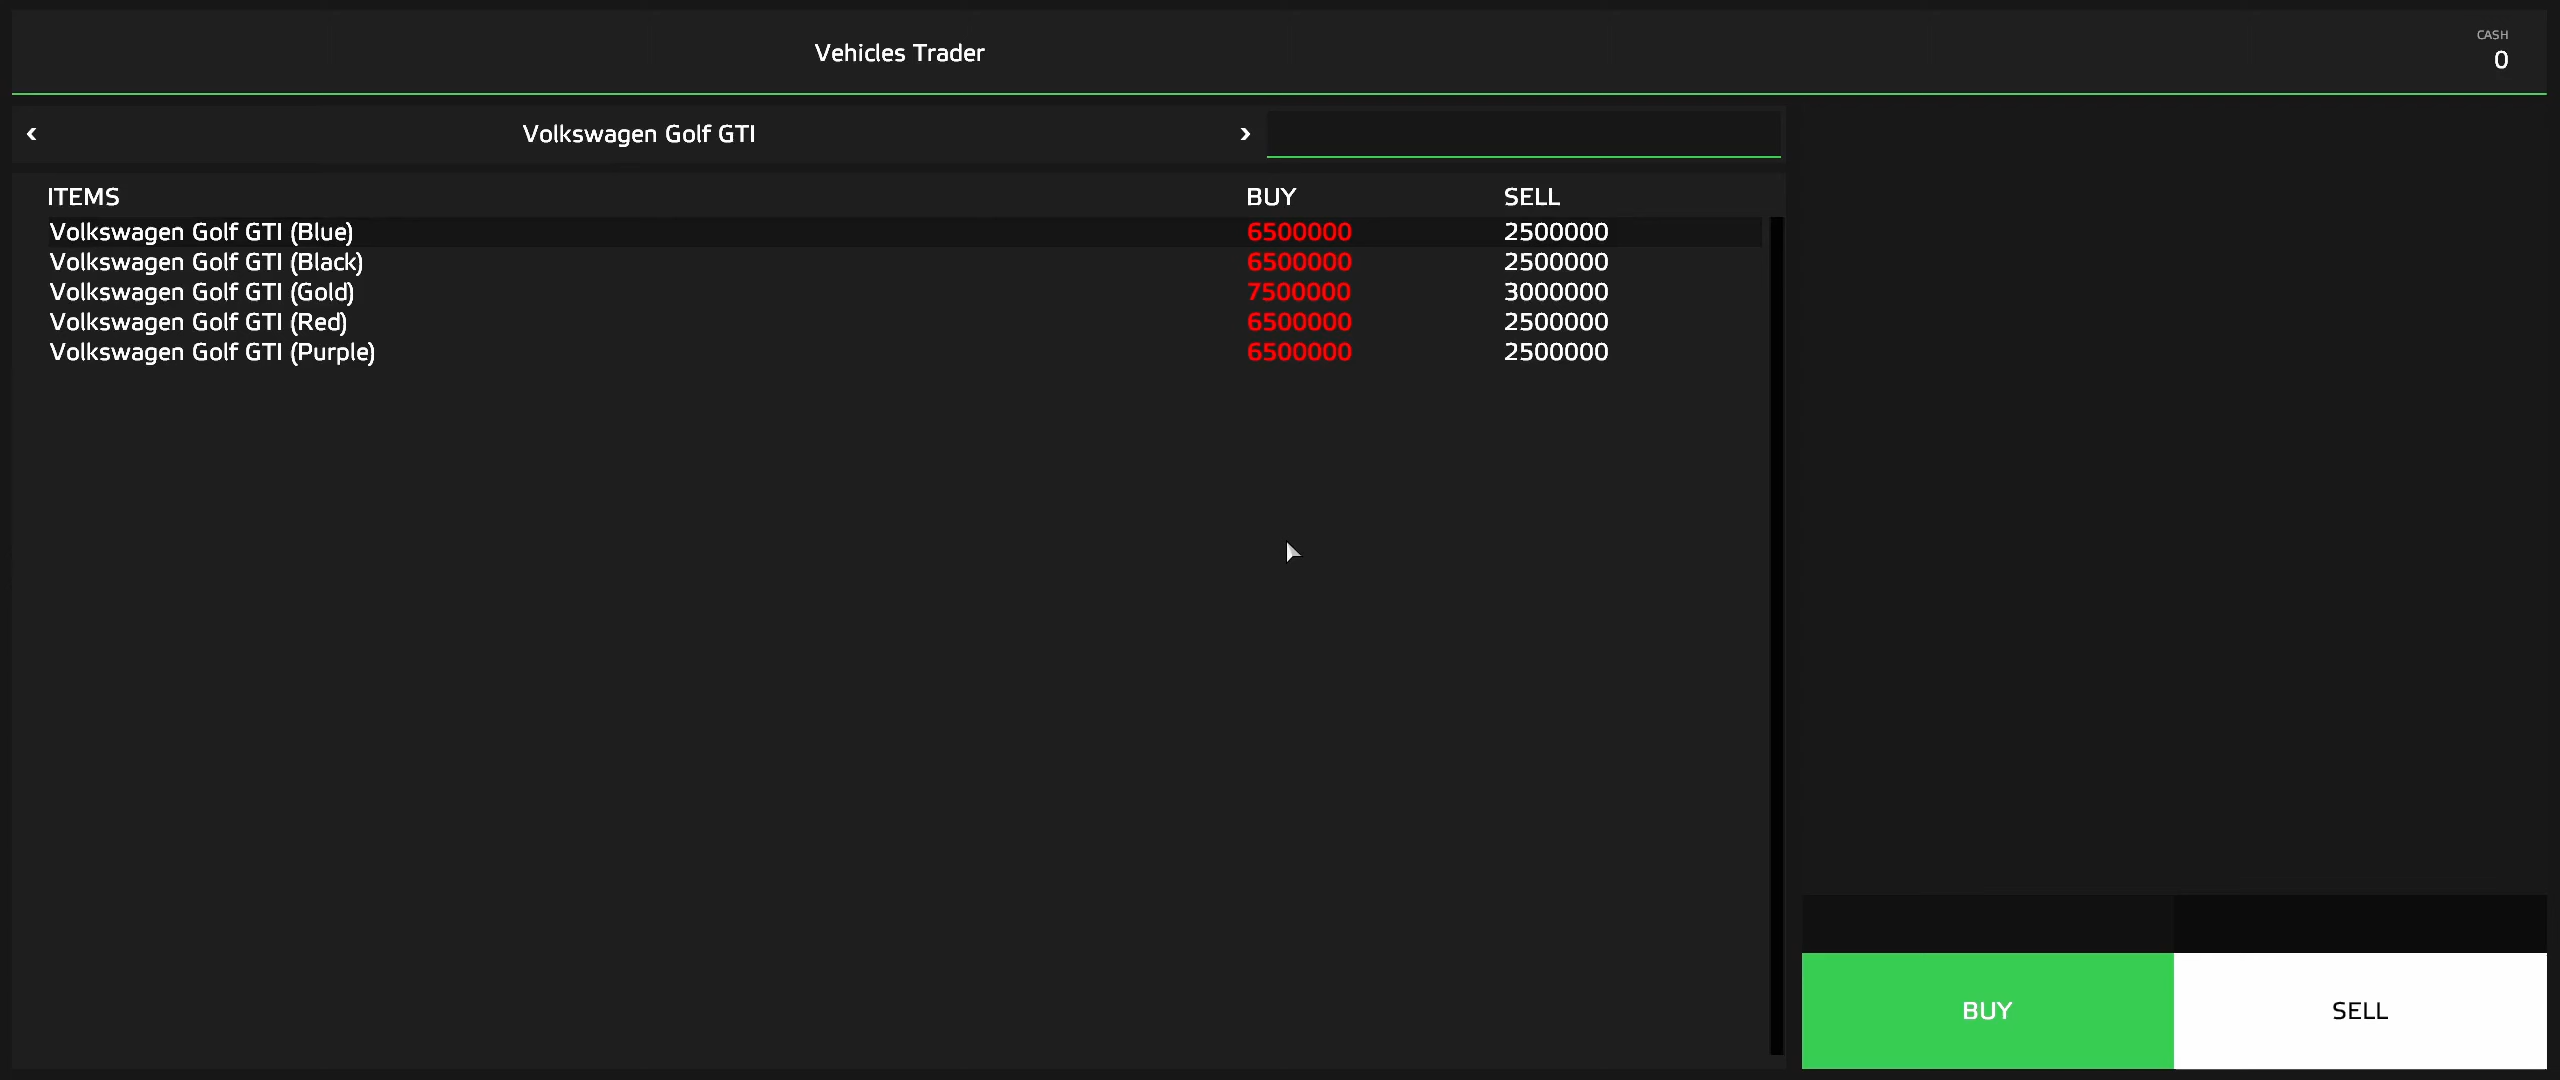 Vehicles Trader
CASH
0
‹ Volkswagen Golf GTI ›
ITEMS BUY SELL
Volkswagen Golf GTI (Blue) 6500000 2500000
Volkswagen Golf GTI (Black) 6500000 2500000
Volkswagen Golf GTI (Gold) 7500000 3000000
Volkswagen Golf GTI (Red) 6500000 2500000
Volkswagen Golf GTI (Purple) 6500000 2500000
BUY SELL